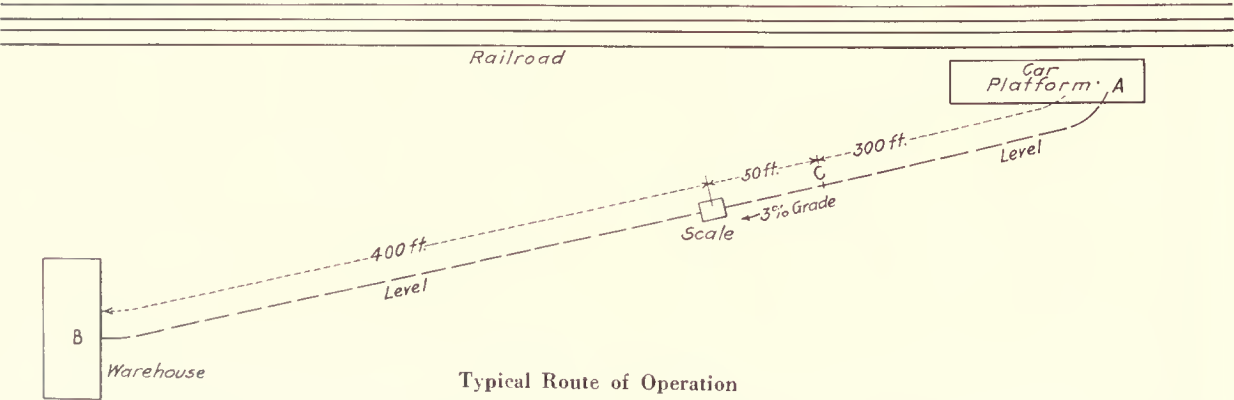 Railroad
Car
Platform. A
300 ft.
Level
50 ft.
C
3% Grade
Scale
400 ft.
Level
B
Warehouse
Typical Route of Operation